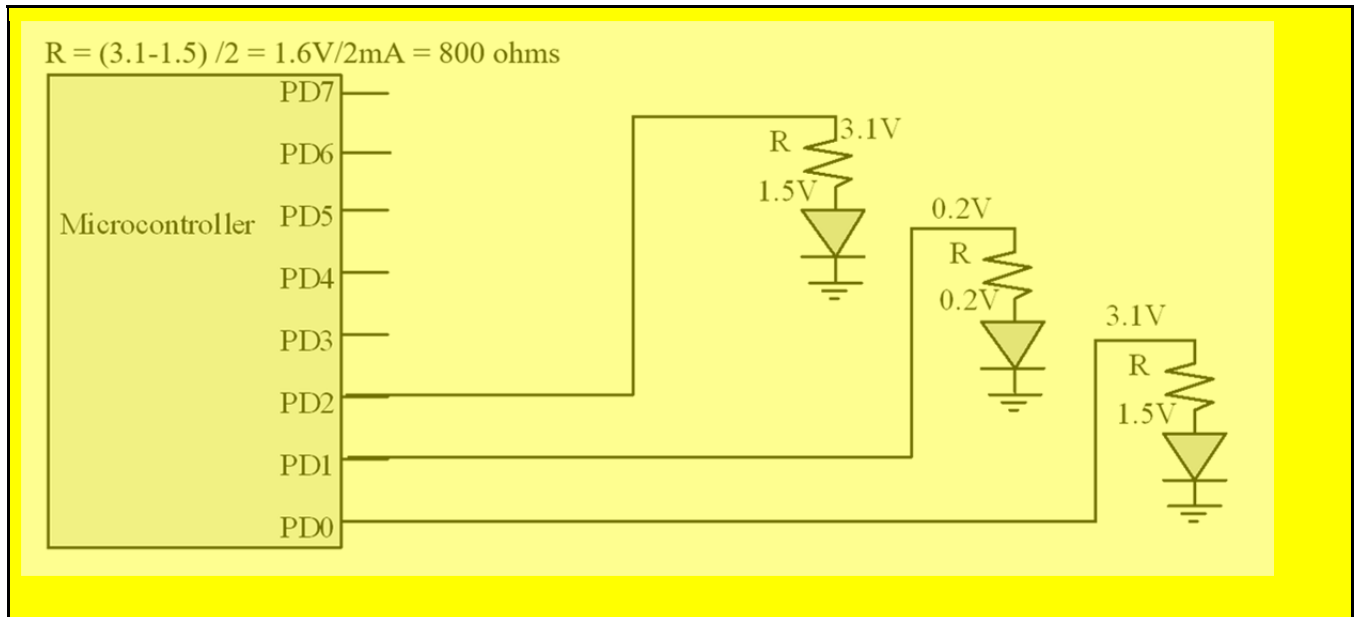 R = (3.1-1.5) /2 = 1.6V/2mA = 800 ohms
PD7
3.1V
R
PD6
1.5V
0.2V
Microcontroller
PD5
R
PD4
0.2V
3.1V
PD3
R
PD2
1.5V
PD1
PD0